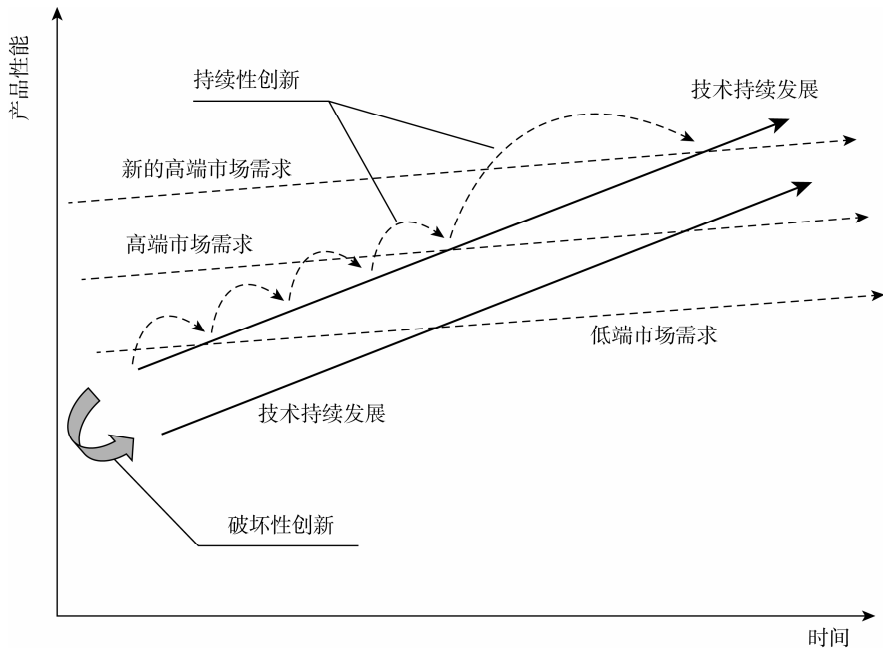 产品性能
持续性创新
技术持续发展
新的高端市场需求
高端市场需求
低端市场需求
技术持续发展
破坏性创新
时间